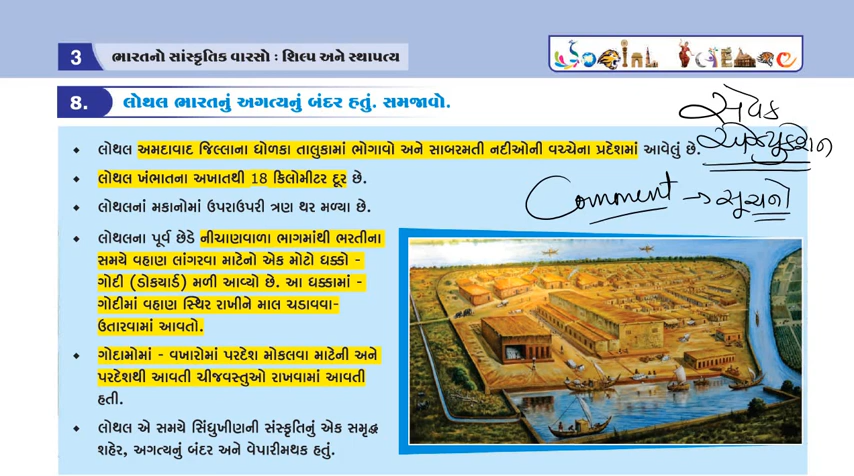 3 ભારતનો સાંસ્કૃતિક વારસો : શિલ્પ અને સ્થાપત્ય
Social Science
8. લોથલ ભારતનું અગત્યનું બંદર હતું. સમજાવો.
સેવક
એજ્યુકેશન
• લોથલ અમદાવાદ જિલ્લાના ધોળકા તાલુકામાં ભોગાવો અને સાબરમતી નદીઓની વચ્ચેના પ્રદેશમાં આવેલું છે.
• લોથલ ખંભાતના અખાતથી 18 કિલોમીટર દૂર છે.
Comment → સૂચનો
• લોથલનાં મકાનોમાં ઉપરાઉપરી ત્રણ થર મળ્યા છે.
• લોથલના પૂર્વ છેડે નીચાણવાળા ભાગમાંથી ભરતીના
સમયે વહાણ લાંગરવા માટેનો એક મોટો ધક્કો -
ગોદી (ડોકયાર્ડ) મળી આવ્યો છે. આ ધક્કામાં -
ગોદીમાં વહાણ સ્થિર રાખીને માલ ચડાવવા-
ઉતારવામાં આવતો.
• ગોદામોમાં - વખારોમાં પરદેશ મોકલવા માટેની અને
પરદેશથી આવતી ચીજવસ્તુઓ રાખવામાં આવતી
હતી.
• લોથલ એ સમયે સિંધુખીણની સંસ્કૃતિનું એક સમૃદ્ધ
શહેર, અગત્યનું બંદર અને વેપારીમથક હતું.